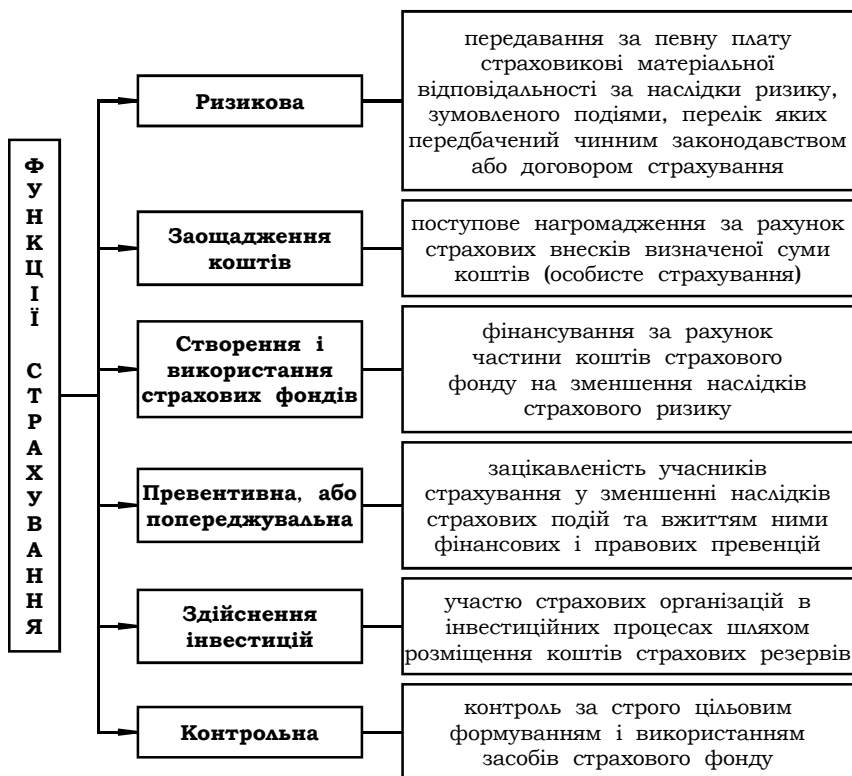 ФУНКЦІЇ СТРАХУВАННЯ
Ризикова
передавання за певну плату
страховикові матеріальної
відповідальності за наслідки ризику,
зумовленого подіями, перелік яких
передбачений чинним законодавством
або договором страхування
Заощадження
коштів
поступове нагромадження за рахунок
страхових внесків визначеної суми
коштів (особисте страхування)
Створення і
використання
страхових фондів
фінансування за рахунок
частини коштів страхового
фонду на зменшення наслідків
страхового ризику
Превентивна, або
попереджувальна
зацікавленість учасників
страхування у зменшенні наслідків
страхових подій та вжиттям ними
фінансових і правових превенцій
Здійснення
інвестицій
участю страхових організацій в
інвестиційних процесах шляхом
розміщення коштів страхових резервів
Контрольна
контроль за строго цільовим
формуванням і використанням
засобів страхового фонду